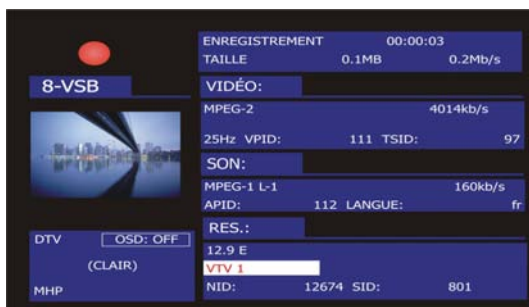 ENREGISTREMENT 00:00:03
TAILLE 0.1MB 0.2Mb/s
8-VSB
VIDÉO:
MPEG-2 4014kb/s
25Hz VPID: 111 TSID: 97
SON:
MPEG-1 L-1 160kb/s
APID: 112 LANGUE: fr
RES.:
DTV OSD: OFF
(CLAIR)
MHP
12.9 E
VTV 1
NID: 12674 SID: 801